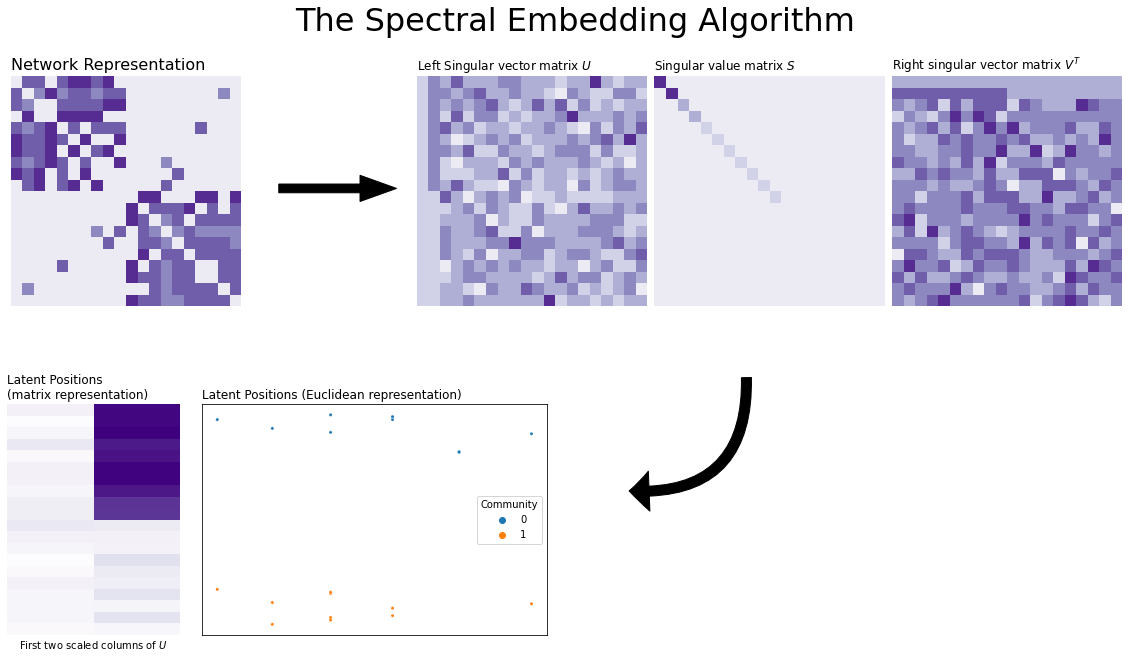 The Spectral Embedding Algorithm
Network Representation
Left Singular vector matrix U
Singular value matrix S
Right singular vector matrix V^T
Latent Positions
(matrix representation)
Latent Positions (Euclidean representation)
Community
0
1
First two scaled columns of U